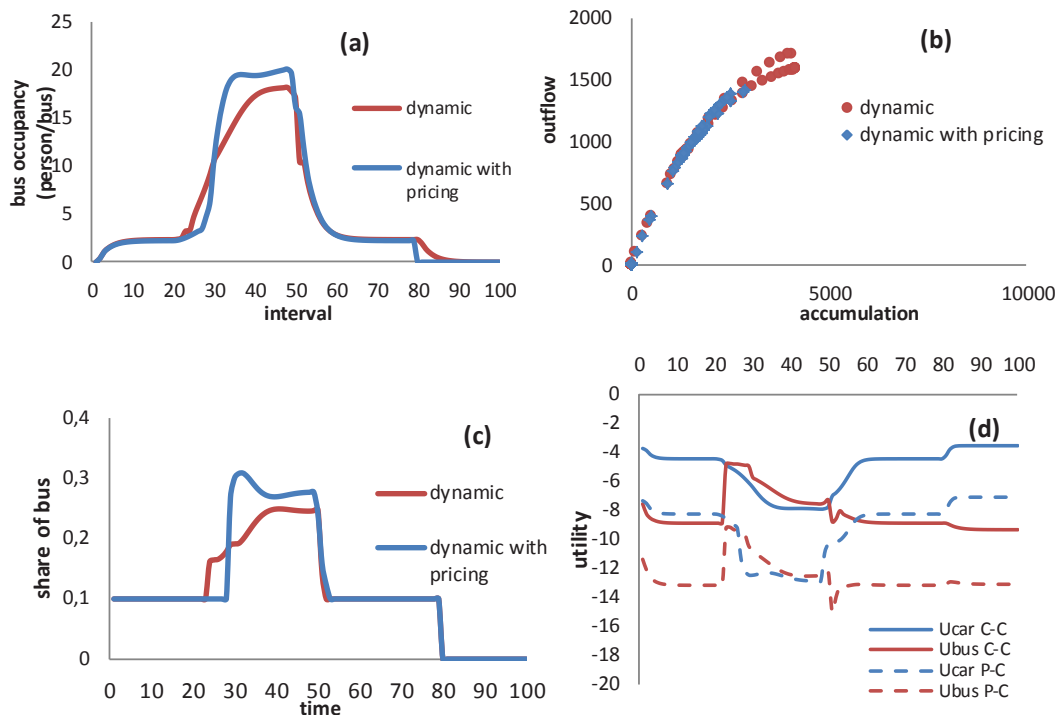 (a)
25
20
15
10
5
0
bus occupancy
(person/bus)
dynamic
dynamic with
pricing
0 10 20 30 40 50 60 70 80 90 100
interval
(b)
2000
1500
1000
500
0
outflow
dynamic
dynamic with pricing
0 5000 10000
accumulation
(c)
0,4
0,3
0,2
0,1
0
share of bus
dynamic
dynamic with
pricing
0 10 20 30 40 50 60 70 80 90 100
time
0 10 20 30 40 50 60 70 80 90 100
(d)
0
-2
-4
-6
-8
-10
-12
-14
-16
-18
-20
utility
Ucar C-C
Ubus C-C
Ucar P-C
Ubus P-C